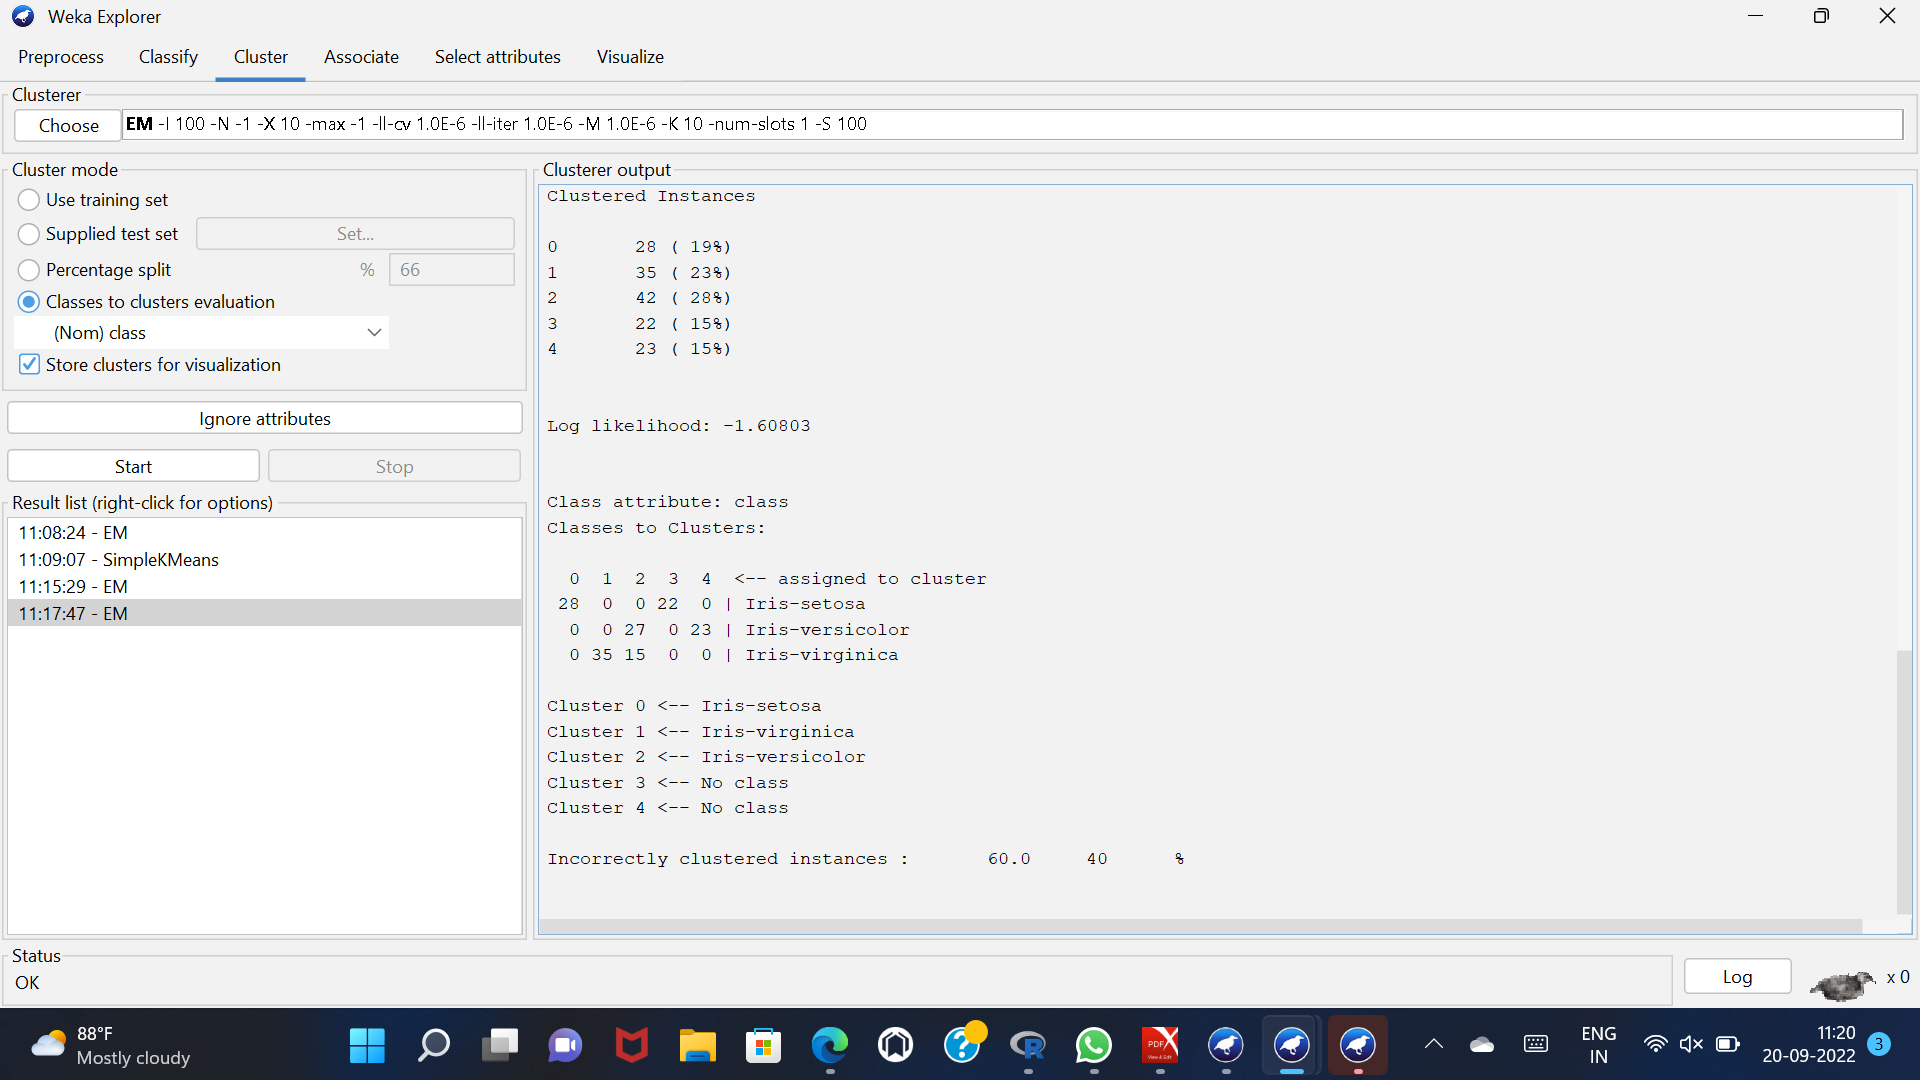 Weka Explorer
Preprocess Classify Cluster Associate Select attributes Visualize
Clusterer
Choose EM -I 100 -N -1 -X 10 -max -1 -ll-cv 1.0E-6 -ll-iter 1.0E-6 -M 1.0E-6 -K 10 -num-slots 1 -S 100
Cluster mode
Use training set
Supplied test set Set...
Percentage split % 66
Classes to clusters evaluation
(Nom) class
Store clusters for visualization
Ignore attributes
Start Stop
Result list (right-click for options)
11:08:24 - EM
11:09:07 - SimpleKMeans
11:15:29 - EM
11:17:47 - EM
Clusterer output
Clustered Instances
0 28 ( 19%)
1 35 ( 23%)
2 42 ( 28%)
3 22 ( 15%)
4 23 ( 15%)
Log likelihood: -1.60803
Class attribute: class
Classes to Clusters:
0 1 2 3 4 <-- assigned to cluster
28 0 0 22 0 | Iris-setosa
0 0 27 0 23 | Iris-versicolor
0 35 15 0 0 | Iris-virginica
Cluster 0 <-- Iris-setosa
Cluster 1 <-- Iris-virginica
Cluster 2 <-- Iris-versicolor
Cluster 3 <-- No class
Cluster 4 <-- No class
Incorrectly clustered instances : 60.0 40 %
Status
OK
Log
x 0
88°F
Mostly cloudy
?
R
PDF X
View & Edit
ENG
IN
11:20
20-09-2022
3